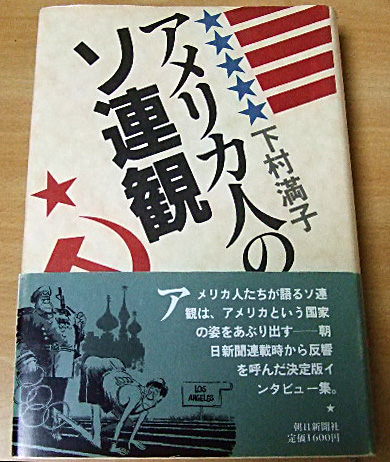 アメリカ人の
ソ連観
下村満子
アメリカ人たちが語るソ連
観は、アメリカという国家
の姿をあぶり出す——朝
日新聞連載時から反響
を呼んだ決定版イ
ンタビュー集。
LOS
ANGELES
朝日新聞社
定価1600円